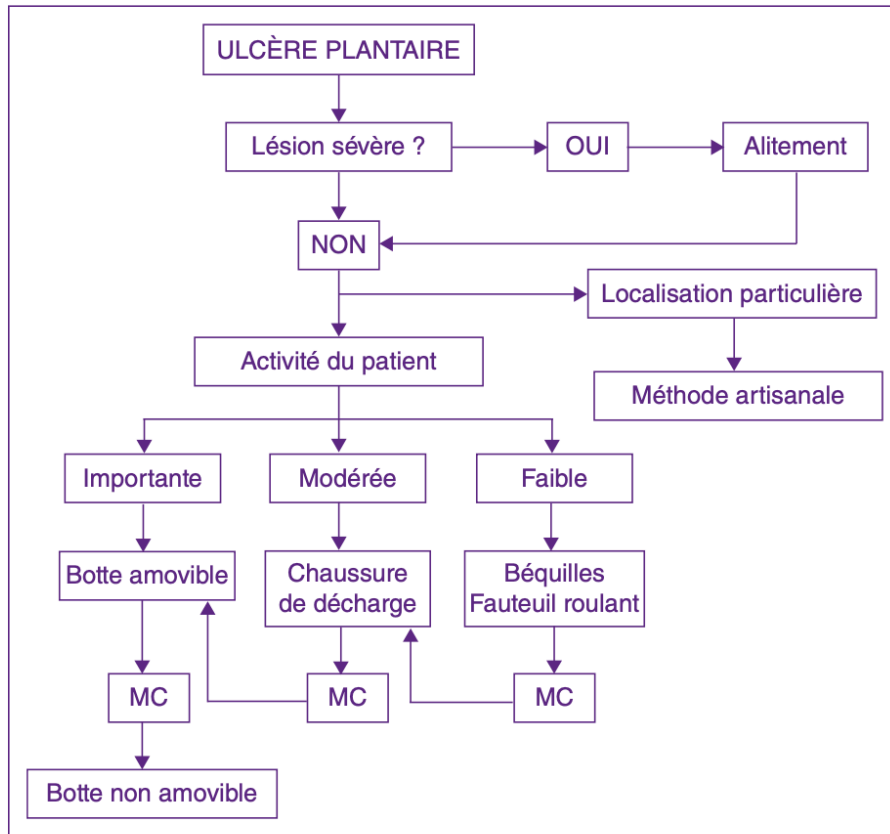 ULCÈRE PLANTAIRE
Lésion sévère ?
OUI
Alitement
NON
Localisation particulière
Activité du patient
Méthode artisanale
Importante
Modérée
Faible
Botte amovible
Chaussure
de décharge
Béquilles
Fauteuil roulant
MC
MC
MC
Botte non amovible